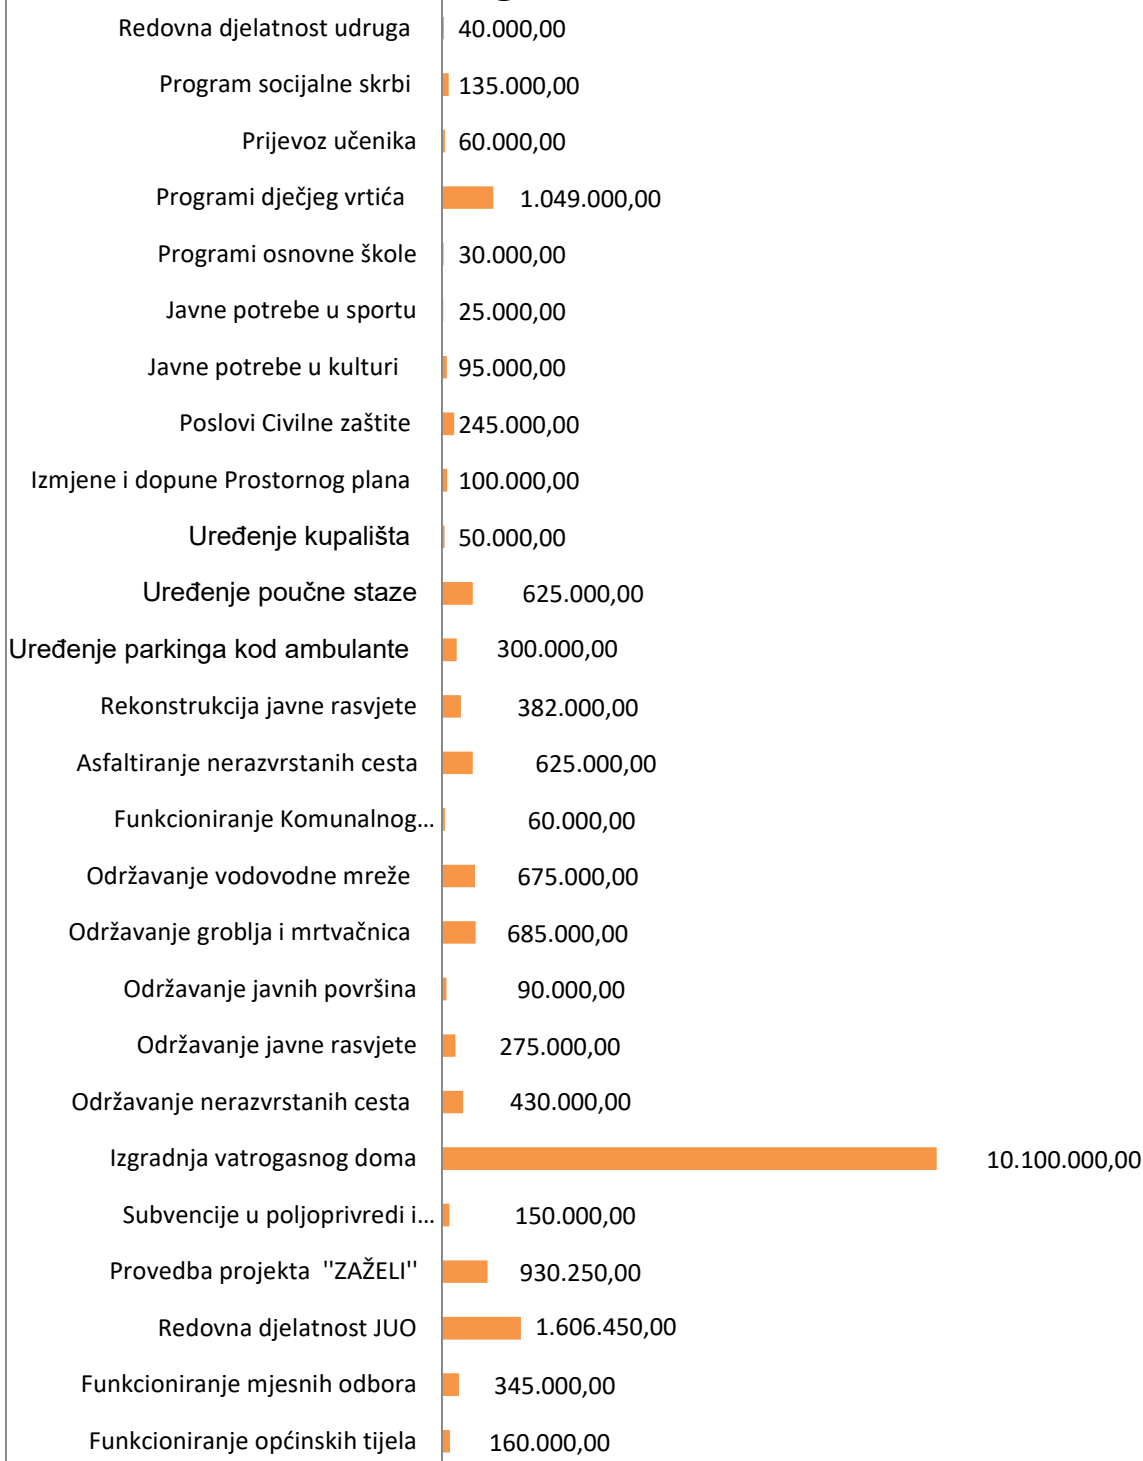 Redovna djelatnost udruga 40.000,00
Program socijalne skrbi 135.000,00
Prijevoz učenika 60.000,00
Programi dječjeg vrtića 1.049.000,00
Programi osnovne škole 30.000,00
Javne potrebe u sportu 25.000,00
Javne potrebe u kulturi 95.000,00
Poslovi Civilne zaštite 245.000,00
Izmjene i dopune Prostornog plana 100.000,00
Uređenje kupališta 50.000,00
Uređenje poučne staze 625.000,00
Uređenje parkinga kod ambulante 300.000,00
Rekonstrukcija javne rasvjete 382.000,00
Asfaltiranje nerazvrstanih cesta 625.000,00
Funkcioniranje Komunalnog... 60.000,00
Održavanje vodovodne mreže 675.000,00
Održavanje groblja i mrtvačnica 685.000,00
Održavanje javnih površina 90.000,00
Održavanje javne rasvjete 275.000,00
Održavanje nerazvrstanih cesta 430.000,00
Izgradnja vatrogasnog doma 10.100.000,00
Subvencije u poljoprivredi i... 150.000,00
Provedba projekta ''ZAŽELI'' 930.250,00
Redovna djelatnost JUO 1.606.450,00
Funkcioniranje mjesnih odbora 345.000,00
Funkcioniranje općinskih tijela 160.000,00